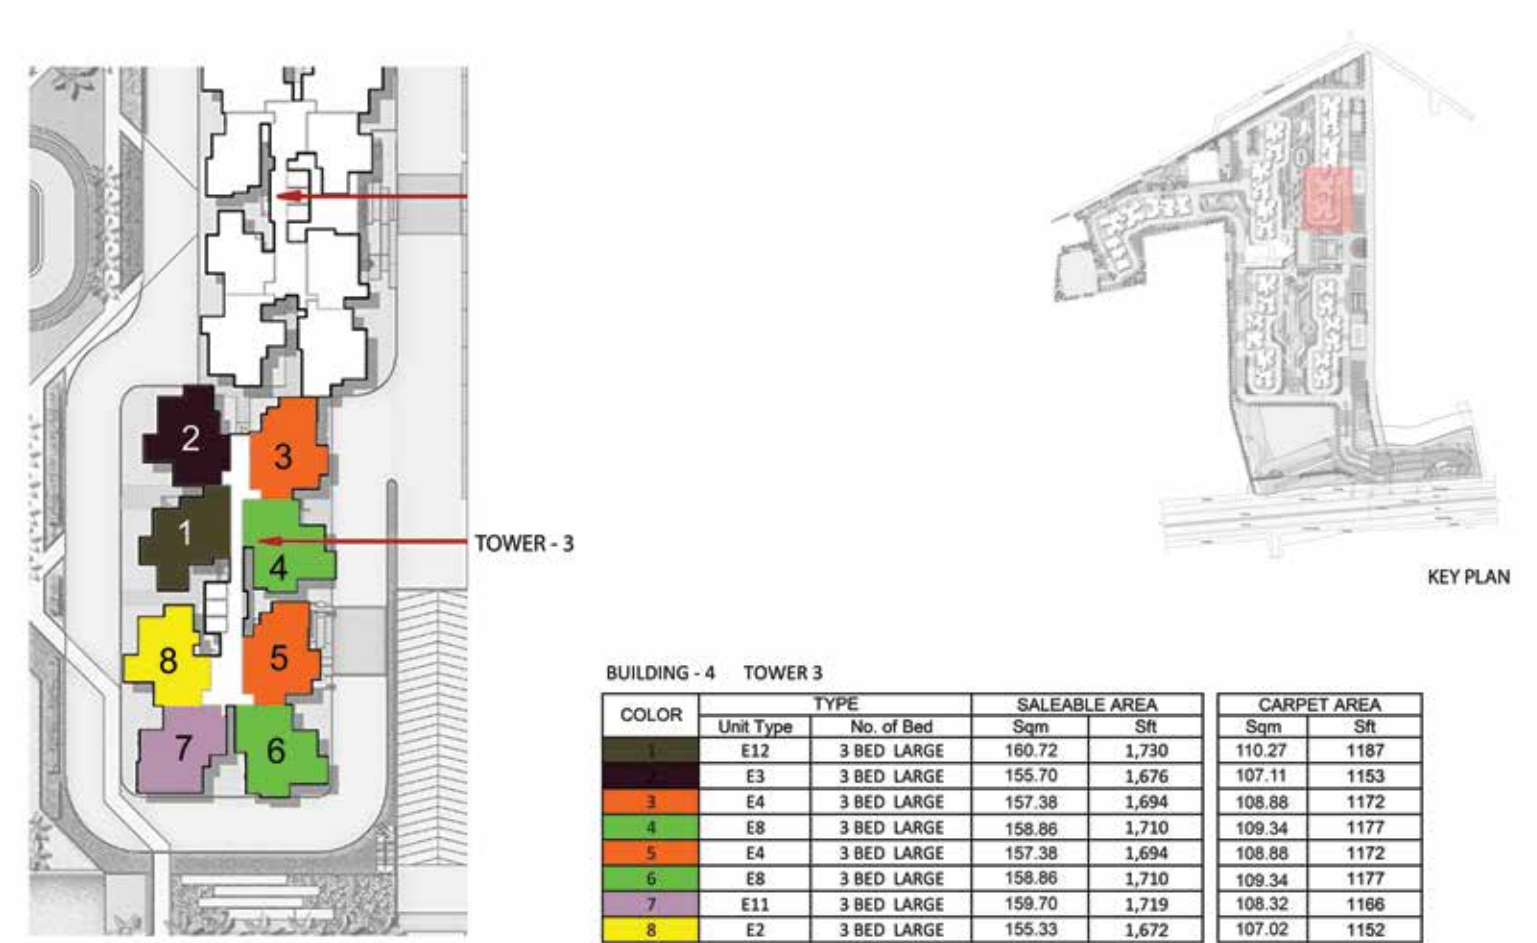 2
3
1
4
TOWER - 3
8
5
7
6
KEY PLAN
BUILDING - 4 TOWER 3
COLOR TYPE SALEABLE AREA CARPET AREA
Unit Type No. of Bed Sqm Sft Sqm Sft
1 E12 3 BED LARGE 160.72 1,730 110.27 1187
2 E3 3 BED LARGE 155.70 1,676 107.11 1153
3 E4 3 BED LARGE 157.38 1,694 108.88 1172
4 E8 3 BED LARGE 158.86 1,710 109.34 1177
5 E4 3 BED LARGE 157.38 1,694 108.88 1172
6 E8 3 BED LARGE 158.86 1,710 109.34 1177
7 E11 3 BED LARGE 159.70 1,719 108.32 1166
8 E2 3 BED LARGE 155.33 1,672 107.02 1152